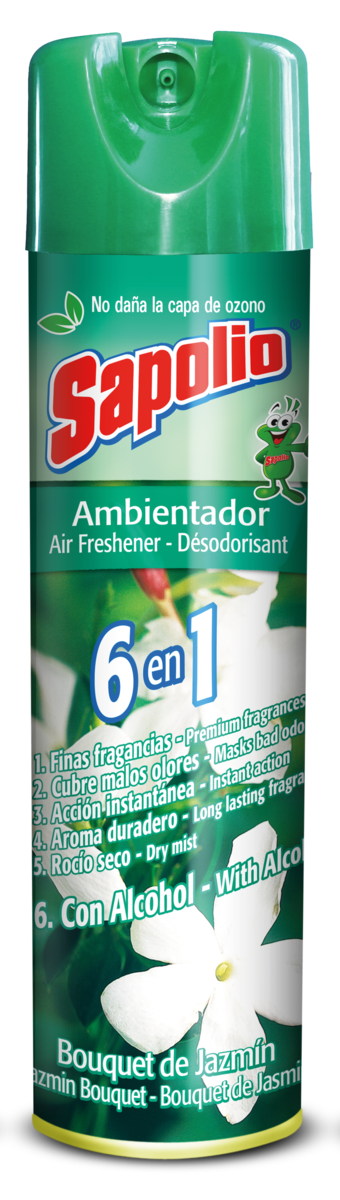 No daña la capa de ozono
Sapolio®
Sapolio
Ambientador
Air Freshener - Désodorisant
6 en 1
1. Finas fragancias - Premium fragrances
2. Cubre malos olores - Masks bad odo
3. Acción instantánea - Instant action
4. Aroma duradero - Long lasting fragra
5. Rocío seco - Dry mist
6. Con Alcohol - With Alcoh
Bouquet de Jazmín
azmin Bouquet - Bouquet de Jasmi